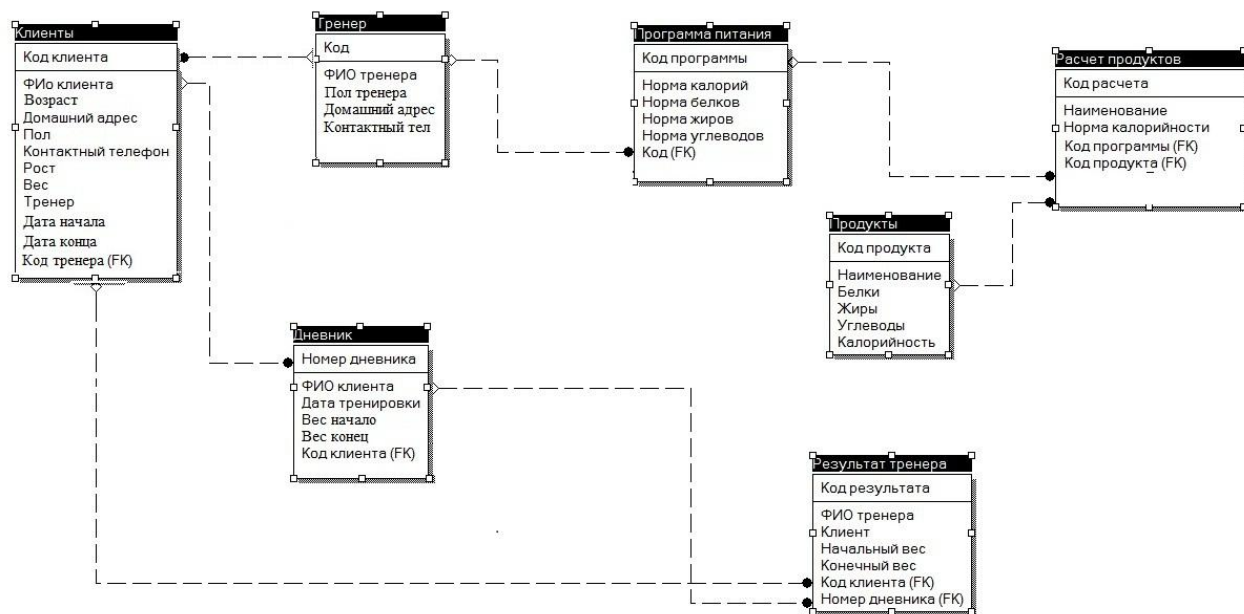 Клиенты
Код клиента
ФИо клиента
Возраст
Домашний адрес
Пол
Контактный телефон
Рост
Вес
Тренер
Дата начала
Дата конца
Код тренера (FK)
Тренер
Код
ФИО тренера
Пол тренера
Домашний адрес
Контактный тел
Программа питания
Код программы
Норма калорий
Норма белков
Норма жиров
Норма углеводов
Код (FK)
Расчет продуктов
Код расчета
Наименование
Норма калорийности
Код программы (FK)
Код продукта (FK)
Продукты
Код продукта
Наименование
Белки
Жиры
Углеводы
Калорийность
Дневник
Номер дневника
ФИО клиента
Дата тренировки
Вес начало
Вес конец
Код клиента (FK)
Результат тренера
Код результата
ФИО тренера
Клиент
Начальный вес
Конечный вес
Код клиента (FK)
Номер дневника (FK)